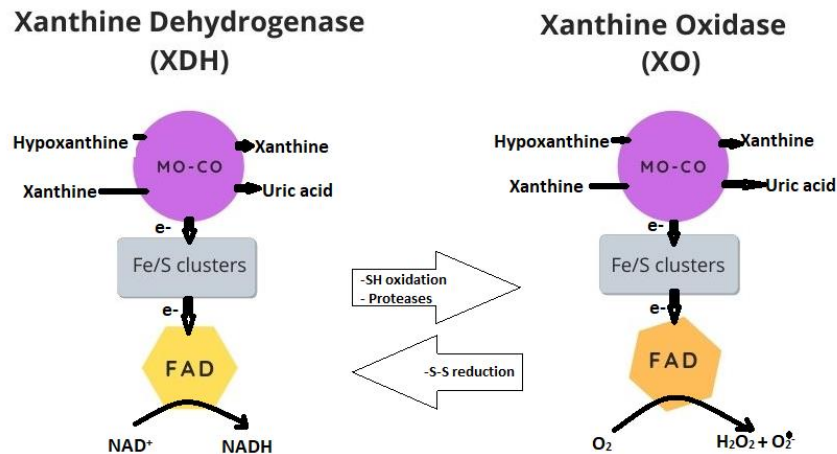 Xanthine Dehydrogenase
(XDH)
Hypoxanthine
MO-CO
Xanthine
Xanthine
Uric acid
e-
Fe/S clusters
e-
FAD
NAD⁺
NADH
-SH oxidation
- Proteases
-S-S reduction
Xanthine Oxidase
(XO)
Hypoxanthine
MO-CO
Xanthine
Xanthine
Uric acid
e-
Fe/S clusters
e-
FAD
O₂
H₂O₂ + O₂•⁻